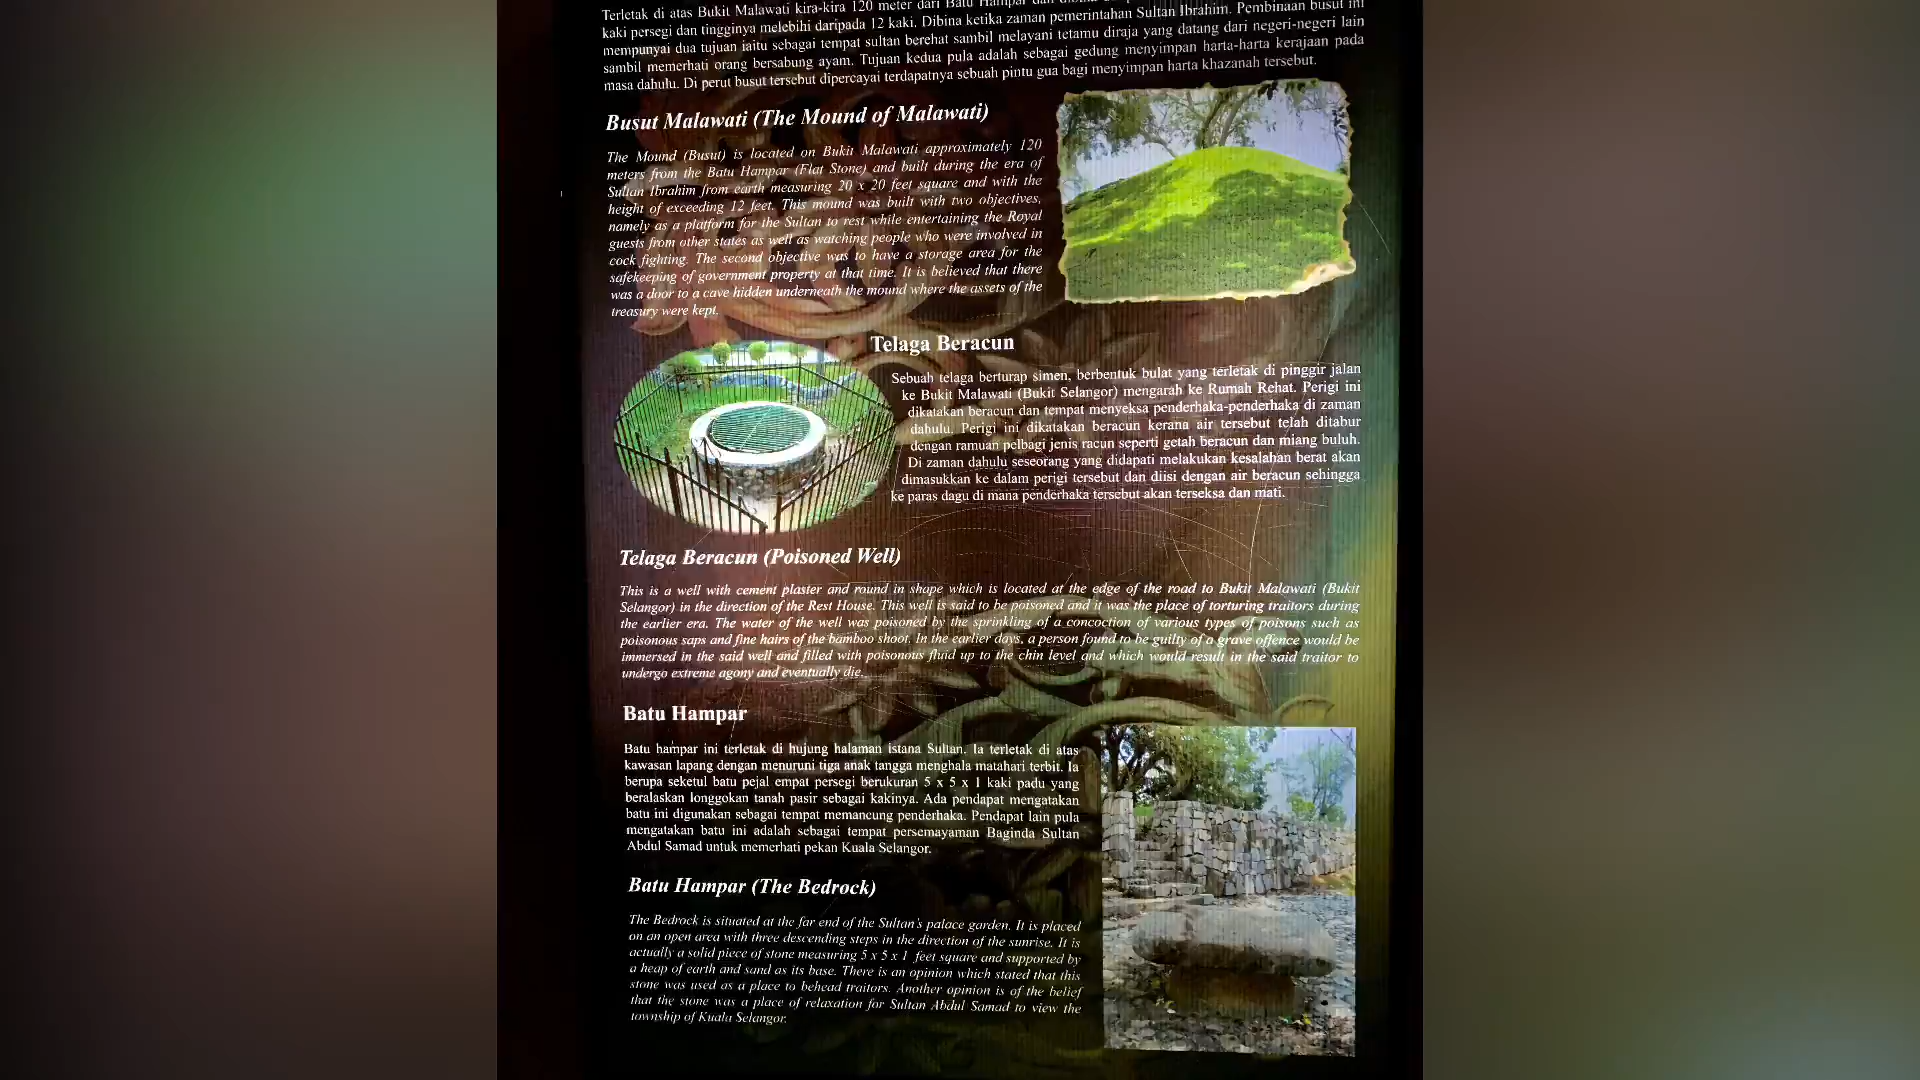 Terletak di atas Bukit Malawati kira-kira 120 meter dari Batu Hampar dan
kaki persegi dan tingginya melebihi daripada 12 kaki. Dibina ketika zaman pemerintahan Sultan Ibrahim. Pembinaan busut ini
mempunyai dua tujuan iaitu sebagai tempat sultan berehat sambil melayani tetamu diraja yang datang dari negeri-negeri lain
sambil memerhati orang bersabung ayam. Tujuan kedua pula adalah sebagai gedung menyimpan harta-harta kerajaan pada
masa dahulu. Di perut busut tersebut dipercayai terdapatnya sebuah pintu gua bagi menyimpan harta khazanah tersebut.
Busut Malawati (The Mound of Malawati)
The Mound (Busut) is located on Bukit Malawati approximately 120
meters from the Batu Hampar (Flat Stone) and built during the era of
Sultan Ibrahim from earth measuring 20 x 20 feet square and with the
height of exceeding 12 feet. This mound was built with two objectives,
namely as a platform for the Sultan to rest while entertaining the Royal
guests from other states as well as watching people who were involved in
cock fighting. The second objective was to have a storage area for the
safekeeping of government property at that time. It is believed that there
was a door to a cave hidden underneath the mound where the assets of the
treasury were kept.
Telaga Beracun
Sebuah telaga berturap simen, berbentuk bulat yang terletak di pinggir jalan
ke Bukit Malawati (Bukit Selangor) mengarah ke Rumah Rehat. Perigi ini
dikatakan beracun dan tempat menyeksa penderhaka-penderhaka di zaman
dahulu. Perigi ini dikatakan beracun kerana air tersebut telah ditabur
dengan ramuan pelbagi jenis racun seperti getah beracun dan miang buluh.
Di zaman dahulu seseorang yang didapati melakukan kesalahan berat akan
dimasukkan ke dalam perigi tersebut dan diisi dengan air beracun sehingga
ke paras dagu di mana penderhaka tersebut akan terseksa dan mati.
Telaga Beracun (Poisoned Well)
This is a well with cement plaster and round in shape which is located at the edge of the road to Bukit Malawati (Bukit
Selangor) in the direction of the Rest House. This well is said to be poisoned and it was the place of torturing traitors during
the earlier era. The water of the well was poisoned by the sprinkling of a concoction of various types of poisons such as
poisonous saps and fine hairs of the bamboo shoot. In the earlier days, a person found to be guilty of a grave offence would be
immersed in the said well and filled with poisonous fluid up to the chin level and which would result in the said traitor to
undergo extreme agony and eventually die.
Batu Hampar
Batu hampar ini terletak di hujung halaman istana Sultan. Ia terletak di atas
kawasan lapang dengan menuruni tiga anak tangga menghala matahari terbit. Ia
berupa seketul batu pejal empat persegi berukuran 5 x 5 x 1 kaki padu yang
beralaskan longgokan tanah pasir sebagai kakinya. Ada pendapat mengatakan
batu ini digunakan sebagai tempat memancung penderhaka. Pendapat lain pula
mengatakan batu ini adalah sebagai tempat persemayaman Baginda Sultan
Abdul Samad untuk memerhati pekan Kuala Selangor.
Batu Hampar (The Bedrock)
The Bedrock is situated at the far end of the Sultan's palace garden. It is placed
on an open area with three descending steps in the direction of the sunrise. It is
actually a solid piece of stone measuring 5 x 5 x 1 feet square and supported by
a heap of earth and sand as its base. There is an opinion which stated that this
stone was used as a place to behead traitors. Another opinion is of the belief
that the stone was a place of relaxation for Sultan Abdul Samad to view the
township of Kuala Selangor.